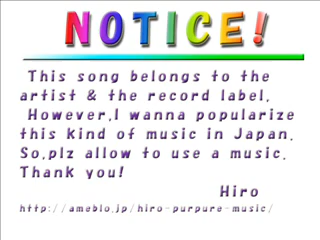 NOTICE!
This song belongs to the
artist & the record label.
However,I wanna popularize
this kind of music in Japan.
So,plz allow to use a music.
Thank you!
Hiro
http://ameblo.jp/hiro-purpure-music/